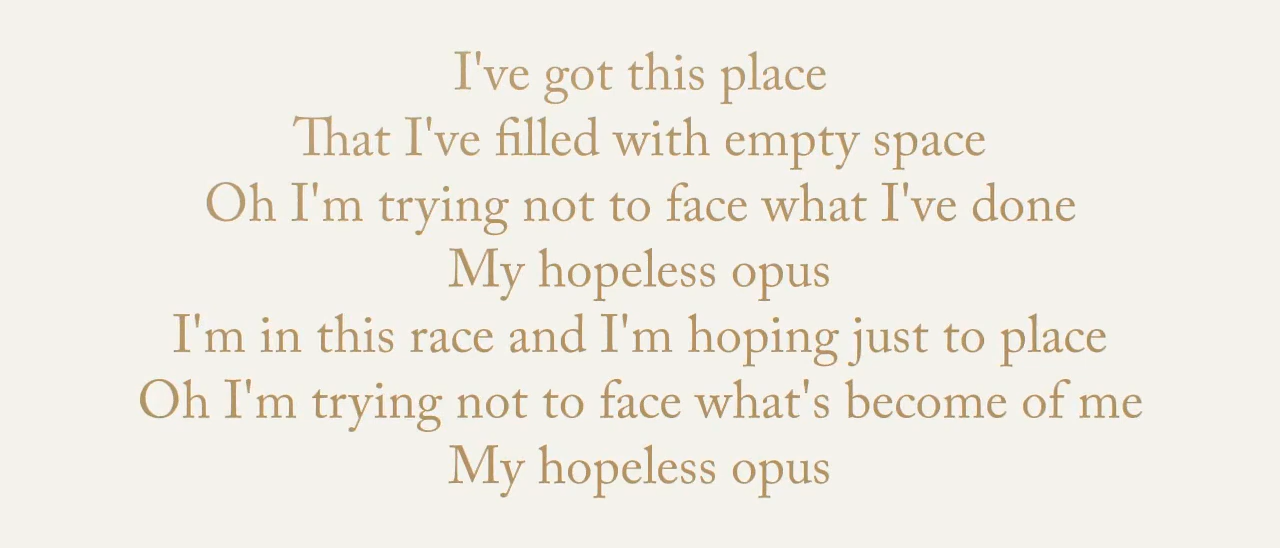 I've got this place
That I've filled with empty space
Oh I'm trying not to face what I've done
My hopeless opus
I'm in this race and I'm hoping just to place
Oh I'm trying not to face what's become of me
My hopeless opus